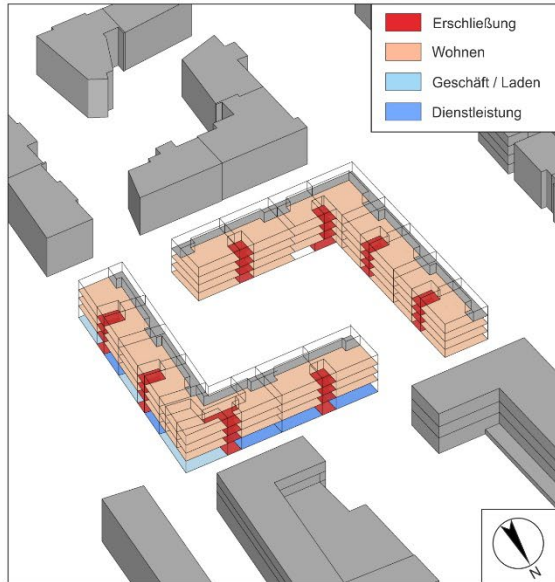 Erschließung
Wohnen
Geschäft / Laden
Dienstleistung
N